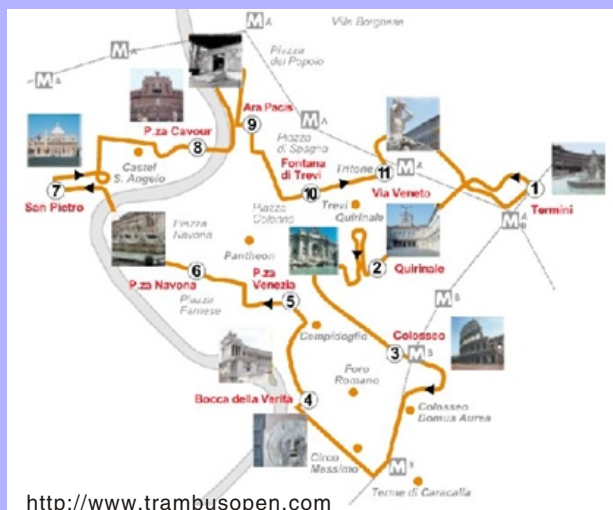 M A
Villa Borghese
M A
Piazza
del Popolo
Ara Pacis
P.za Cavour
9
8
Piazza
di Spagna
M A
Castel
S. Angelo
Fontana
di Trevi
Tritone
11
Via Veneto
1
Termini
10
7
San Pietro
Trevi
Quirinale
M A B
Piazza
Navona
Piazza
Colonna
Pantheon
2
Quirinale
6
P.za Navona
P.za
Venezia
5
M B
Piazza
Farnese
Campidoglio
Colosseo
3
M B
Foro
Romano
Bocca della Verità
4
Colosseo
Domus Aurea
Circo
Massimo
M B
Terme di Caracalla
http://www.trambusopen.com